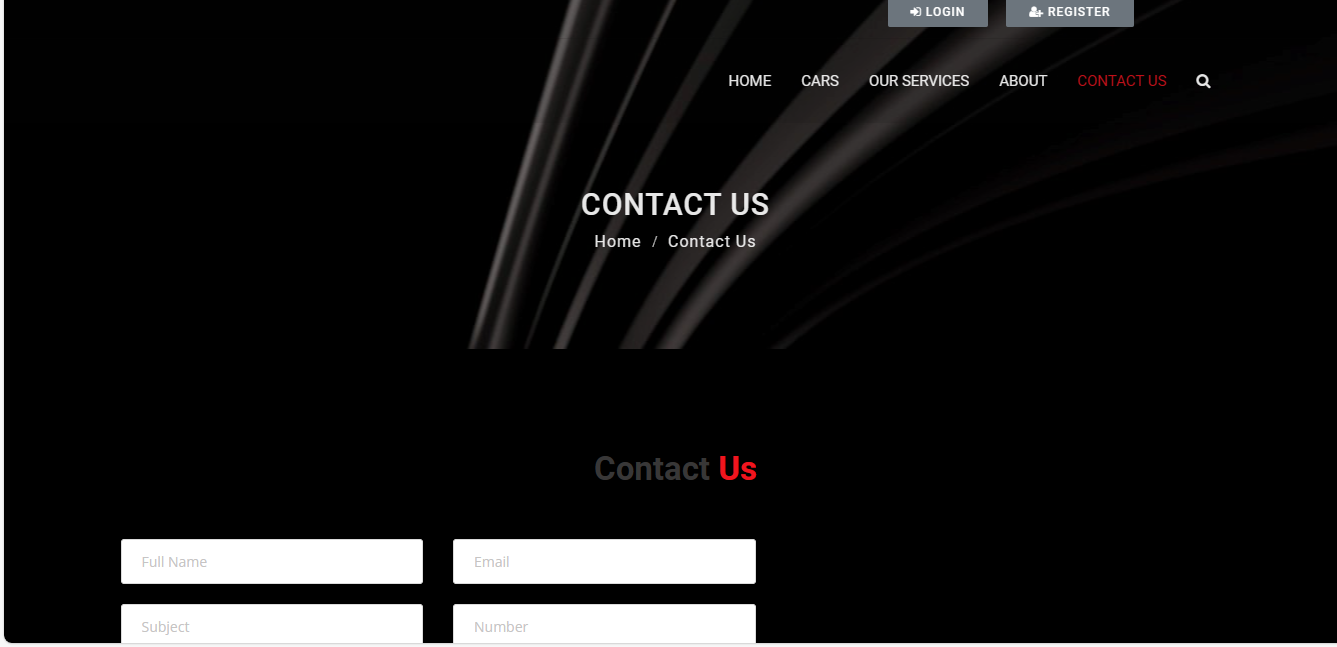 LOGIN REGISTER
HOME CARS OUR SERVICES ABOUT CONTACT US
CONTACT US
Home / Contact Us
Contact Us
Full Name Email
Subject Number